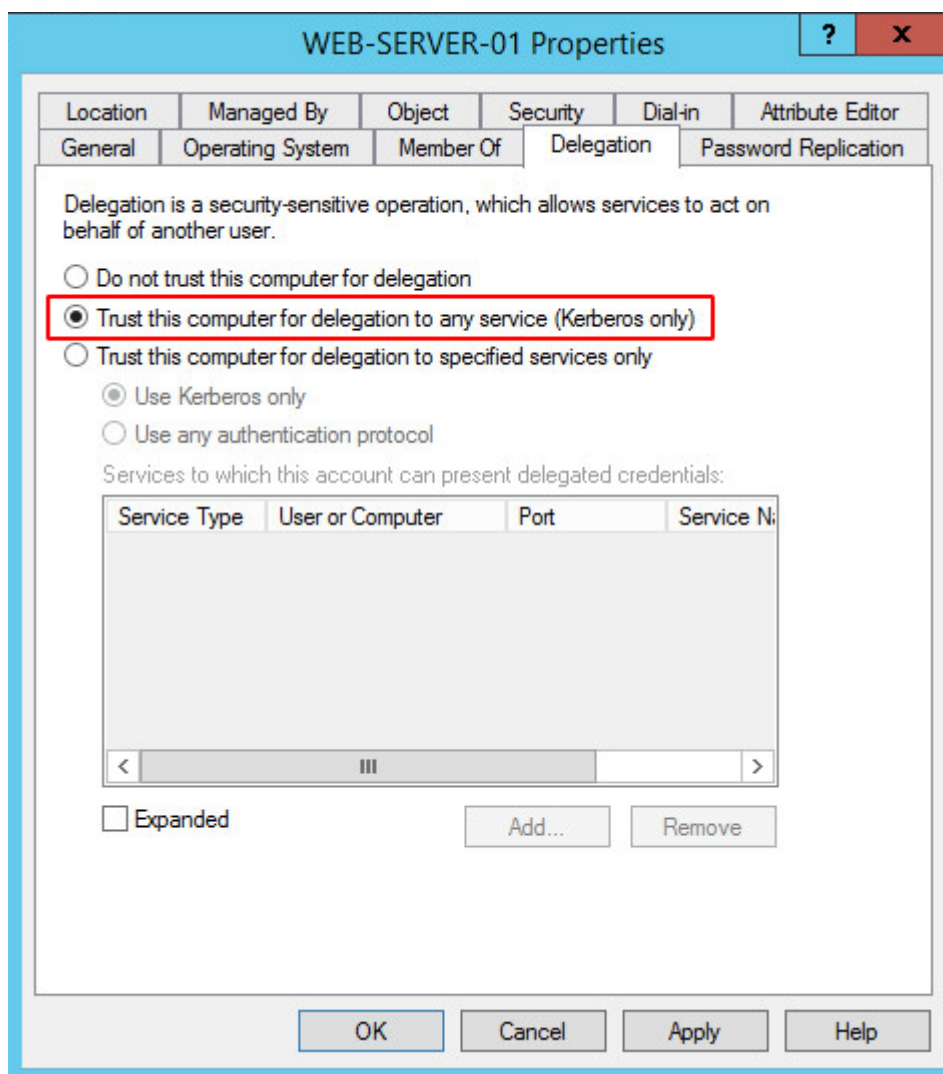 WEB-SERVER-01 Properties
?
x
Location Managed By Object Security Dial-in Attribute Editor
General Operating System Member Of Delegation Password Replication
Delegation is a security-sensitive operation, which allows services to act on
behalf of another user.
Do not trust this computer for delegation
Trust this computer for delegation to any service (Kerberos only)
Trust this computer for delegation to specified services only
Use Kerberos only
Use any authentication protocol
Services to which this account can present delegated credentials:
Service Type User or Computer Port Service Na
Expanded Add... Remove
OK Cancel Apply Help